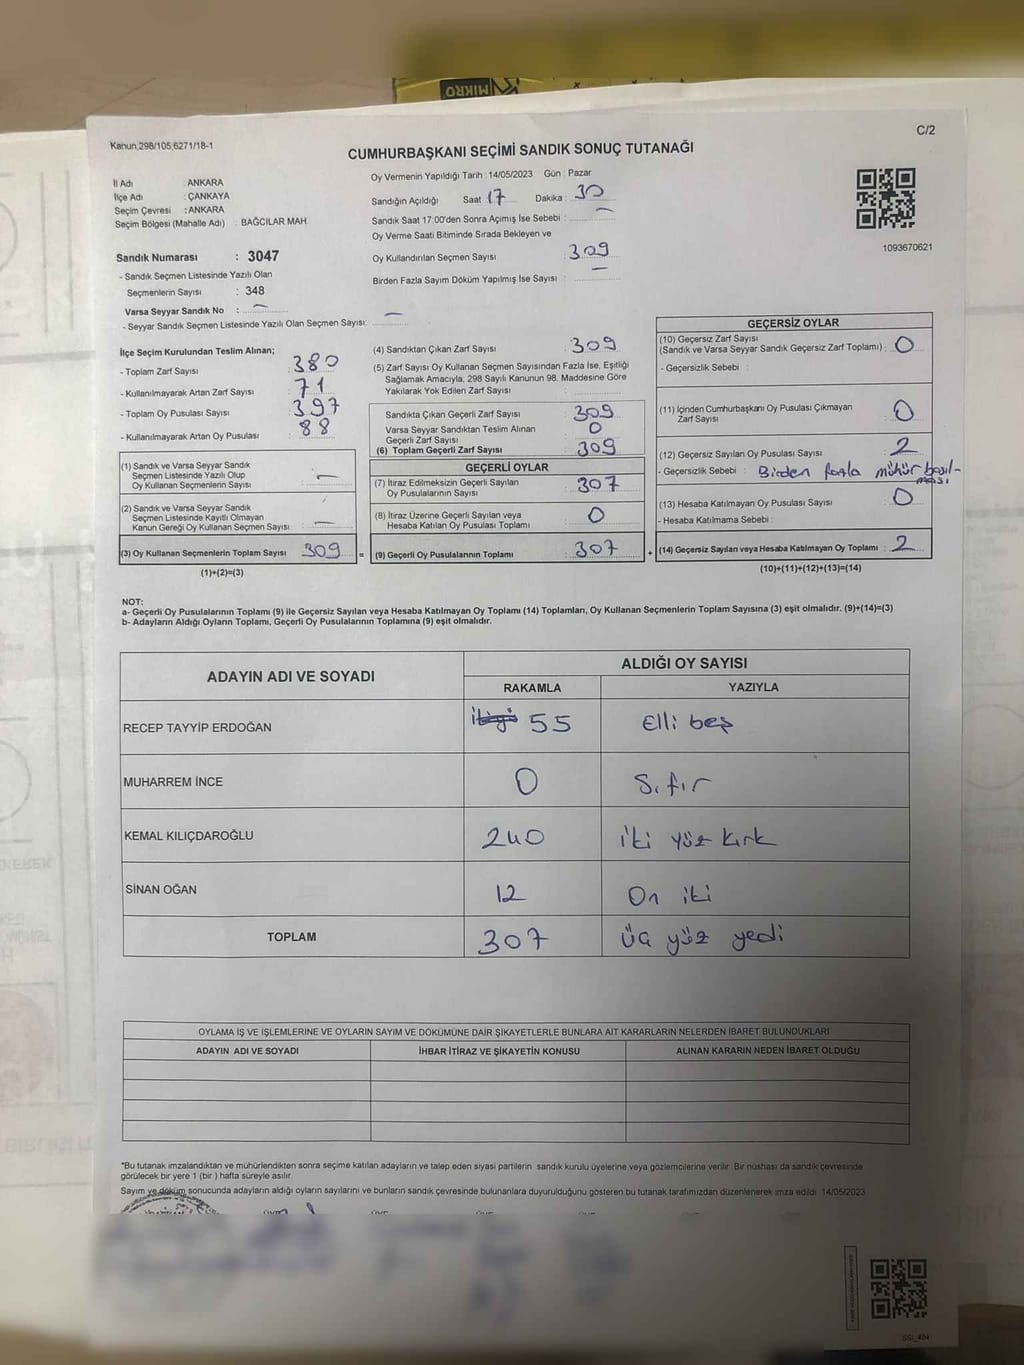 MIKRO
C/2
Kanun,298/105,6271/18-1
CUMHURBAŞKANI SEÇİMİ SANDIK SONUÇ TUTANAĞI
İl Adı : ANKARA
İlçe Adı : ÇANKAYA
Seçim Çevresi : ANKARA
Seçim Bölgesi (Mahalle Adı) : BAĞCILAR MAH
Oy Vermenin Yapıldığı Tarih : 14/05/2023 Gün : Pazar
Sandığın Açıldığı Saat 17 Dakika : 30
Sandık Saat 17:00'den Sonra Açımış İse Sebebi : —
Oy Verme Saati Bitiminde Sırada Bekleyen ve
Oy Kullandırılan Seçmen Sayısı : 309
Birden Fazla Sayım Döküm Yapılmış İse Sayısı : —
1093670621
Sandık Numarası : 3047
- Sandık Seçmen Listesinde Yazılı Olan
Seçmenlerin Sayısı : 348
Varsa Seyyar Sandık No : —
- Seyyar Sandık Seçmen Listesinde Yazılı Olan Seçmen Sayısı: —
İlçe Seçim Kurulundan Teslim Alınan;
- Toplam Zarf Sayısı : 380
- Kullanılmayarak Artan Zarf Sayısı : 71
- Toplam Oy Pusulası Sayısı : 397
- Kullanılmayarak Artan Oy Pusulası : 88
(1) Sandık ve Varsa Seyyar Sandık
Seçmen Listesinde Yazılı Olup
Oy Kullanan Seçmenlerin Sayısı : —
(2) Sandık ve Varsa Seyyar Sandık
Seçmen Listesinde Kayıtlı Olmayan
Kanun Gereği Oy Kullanan Seçmen Sayısı : —
(3) Oy Kullanan Seçmenlerin Toplam Sayısı : 309 =
(1)+(2)=(3)
(4) Sandıktan Çıkan Zarf Sayısı : 309
(5) Zarf Sayısı Oy Kullanan Seçmen Sayısından Fazla İse, Eşitliği
Sağlamak Amacıyla, 298 Sayılı Kanunun 98. Maddesine Göre
Yakılarak Yok Edilen Zarf Sayısı :
Sandıkta Çıkan Geçerli Zarf Sayısı : 309
Varsa Seyyar Sandıktan Teslim Alınan
Geçerli Zarf Sayısı : 0
(6) Toplam Geçerli Zarf Sayısı : 309
GEÇERLİ OYLAR
(7) İtiraz Edilmeksizin Geçerli Sayılan
Oy Pusulalarının Sayısı : 307
(8) İtiraz Üzerine Geçerli Sayılan veya
Hesaba Katılan Oy Pusulası Toplamı : 0
(9) Geçerli Oy Pusulalarının Toplamı : 307 +
GEÇERSİZ OYLAR
(10) Geçersiz Zarf Sayısı
(Sandık ve Varsa Seyyar Sandık Geçersiz Zarf Toplamı) : 0
- Geçersizlik Sebebi :
(11) İçinden Cumhurbaşkanı Oy Pusulası Çıkmayan
Zarf Sayısı : 0
(12) Geçersiz Sayılan Oy Pusulası Sayısı : 2
- Geçersizlik Sebebi : Birden fazla mühür basıl-
ması
(13) Hesaba Katılmayan Oy Pusulası Sayısı : 0
- Hesaba Katılmama Sebebi :
(14) Geçersiz Sayılan veya Hesaba Katılmayan Oy Toplamı : 2
(10)+(11)+(12)+(13)=(14)
NOT:
a- Geçerli Oy Pusulalarının Toplamı (9) ile Geçersiz Sayılan veya Hesaba Katılmayan Oy Toplamı (14) Toplamları, Oy Kullanan Seçmenlerin Toplam Sayısına (3) eşit olmalıdır. (9)+(14)=(3)
b- Adayların Aldığı Oyların Toplamı, Geçerli Oy Pusulalarının Toplamına (9) eşit olmalıdır.
ADAYIN ADI VE SOYADI
ALDIĞI OY SAYISI
RAKAMLA YAZIYLA
RECEP TAYYİP ERDOĞAN 55 Elli beş
MUHARREM İNCE 0 Sıfır
KEMAL KILIÇDAROĞLU 240 iki yüz kırk
SİNAN OĞAN 12 On iki
TOPLAM 307 üç yüz yedi
OYLAMA İŞ VE İŞLEMLERİNE VE OYLARIN SAYIM VE DÖKÜMÜNE DAİR ŞİKAYETLERLE BUNLARA AİT KARARLARIN NELERDEN İBARET BULUNDUKLARI
ADAYIN ADI VE SOYADI İHBAR İTİRAZ VE ŞİKAYETİN KONUSU ALINAN KARARIN NEDEN İBARET OLDUĞU
*Bu tutanak imzalandıktan ve mühürlendikten sonra seçime katılan adayların ve talep eden siyasi partilerin sandık kurulu üyelerine veya gözlemcilerine verilir. Bir nüshası da sandık çevresinde
görülecek bir yere 1 (bir) hafta süreyle asılır.
Sayım ve döküm sonucunda adayların aldığı oyların sayılarını ve bunların sandık çevresinde bulunanlara duyurulduğunu gösteren bu tutanak tarafımızdan düzenlenerek imza edildi. 14/05/2023